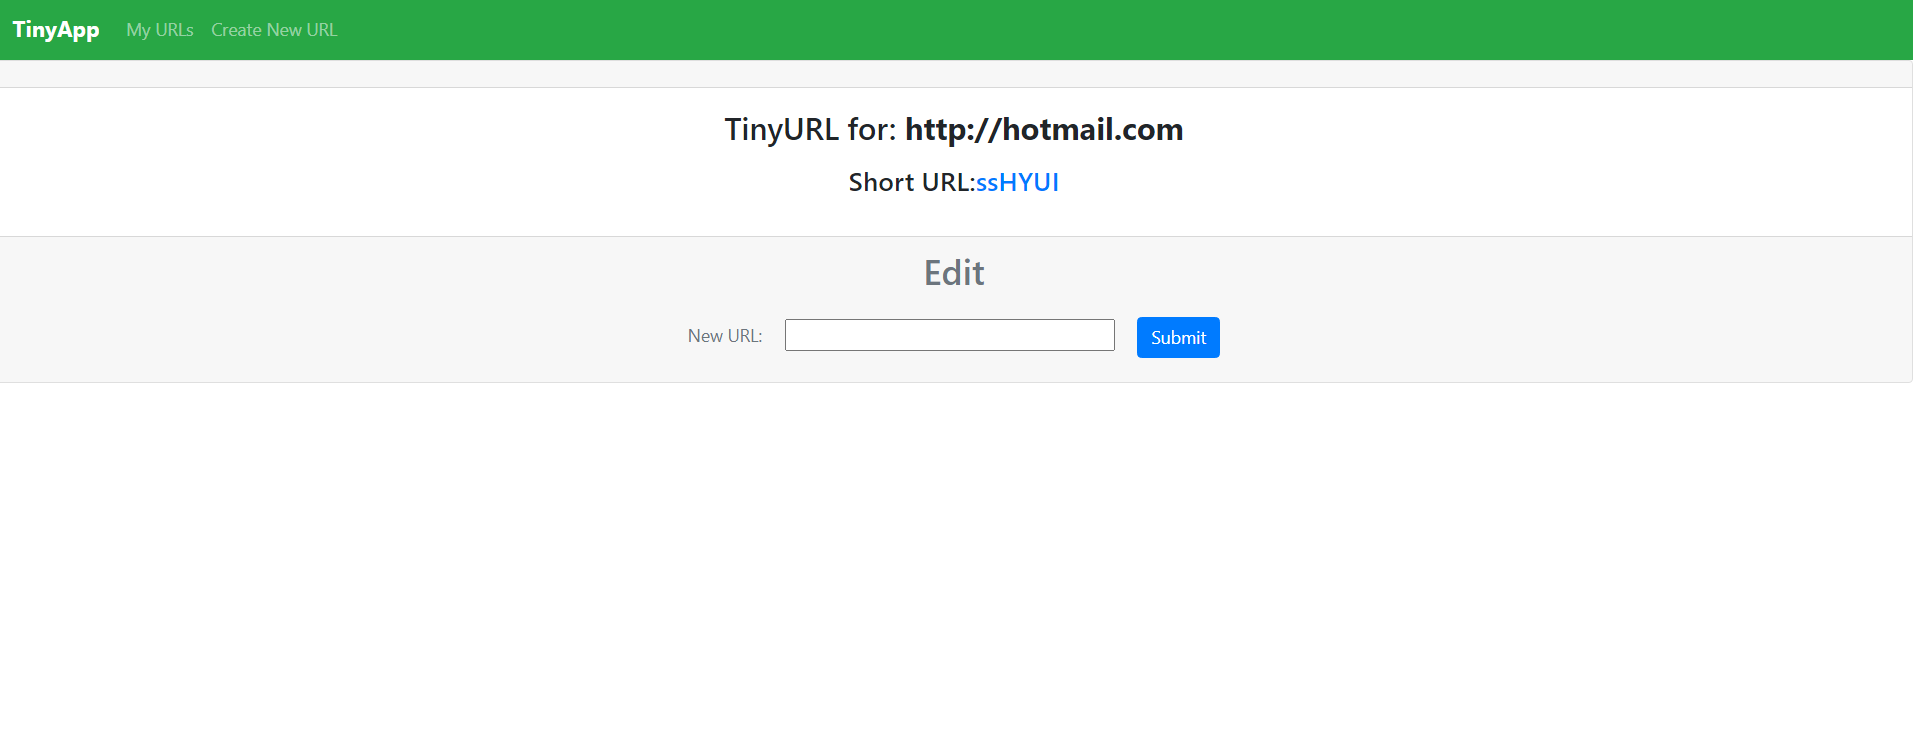 TinyApp My URLs Create New URL
TinyURL for: http://hotmail.com
Short URL:ssHYUI
Edit
New URL: Submit